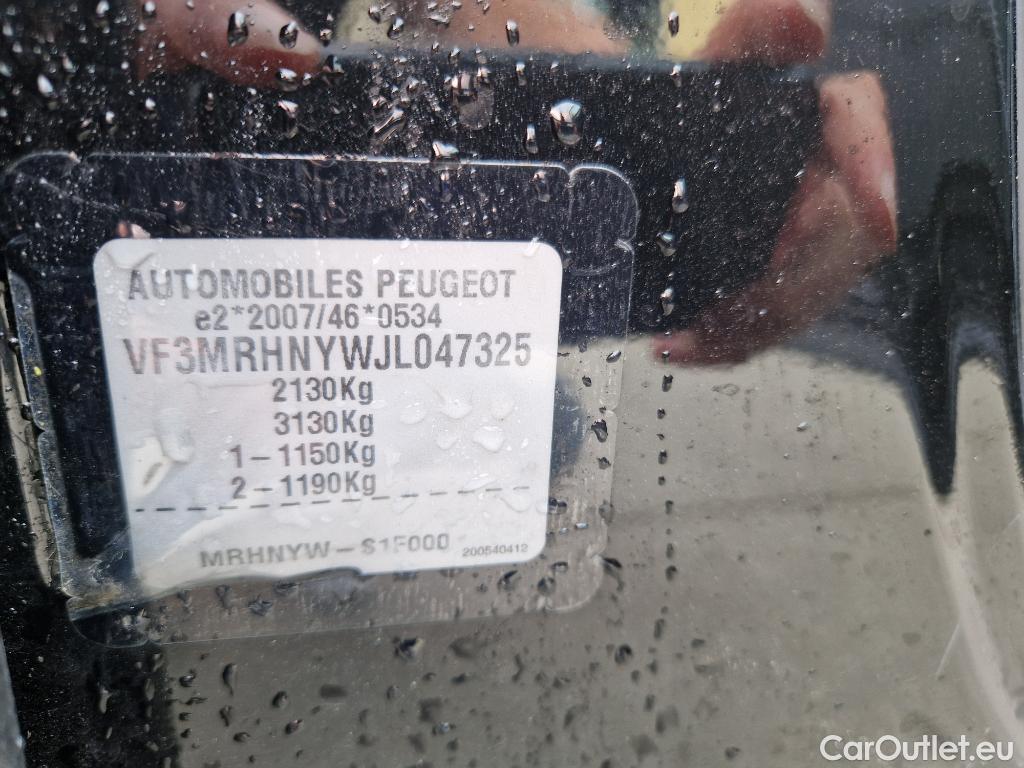 AUTOMOBILES PEUGEOT
e2*2007/46*0534
VF3MRHNYWJL047325
2130Kg
3130Kg
1-1150Kg
2-1190Kg
MRHNYW-S1F000 200540412
CarOutlet.eu